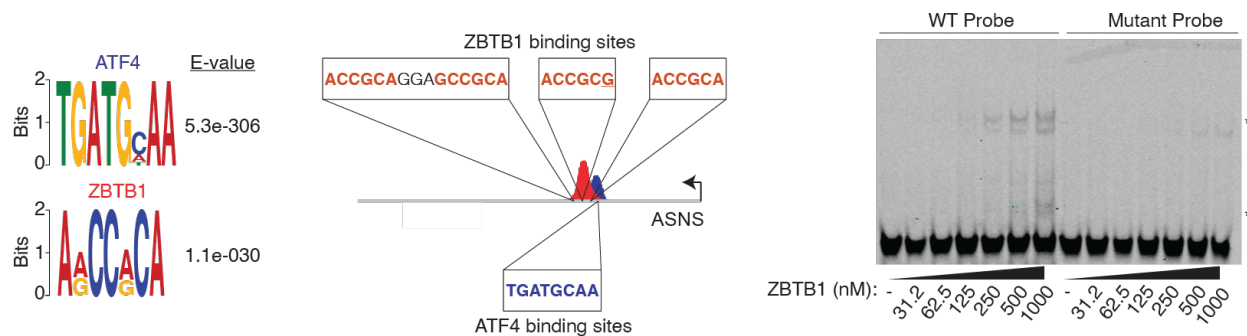 ATF4
E-value
2
Bits
1
0
TGATGCAA
5.3e-306
ZBTB1
2
Bits
1
0
AACCACA
GG
1.1e-030
ZBTB1 binding sites
ACCGCAGGAGCCGCA
ACCGCG
ACCGCA
ASNS
TGATGCAA
ATF4 binding sites
WT Probe
Mutant Probe
*
*
ZBTB1 (nM):
- 31.2 62.5 125 250 500 1000
- 31.2 62.5 125 250 500 1000